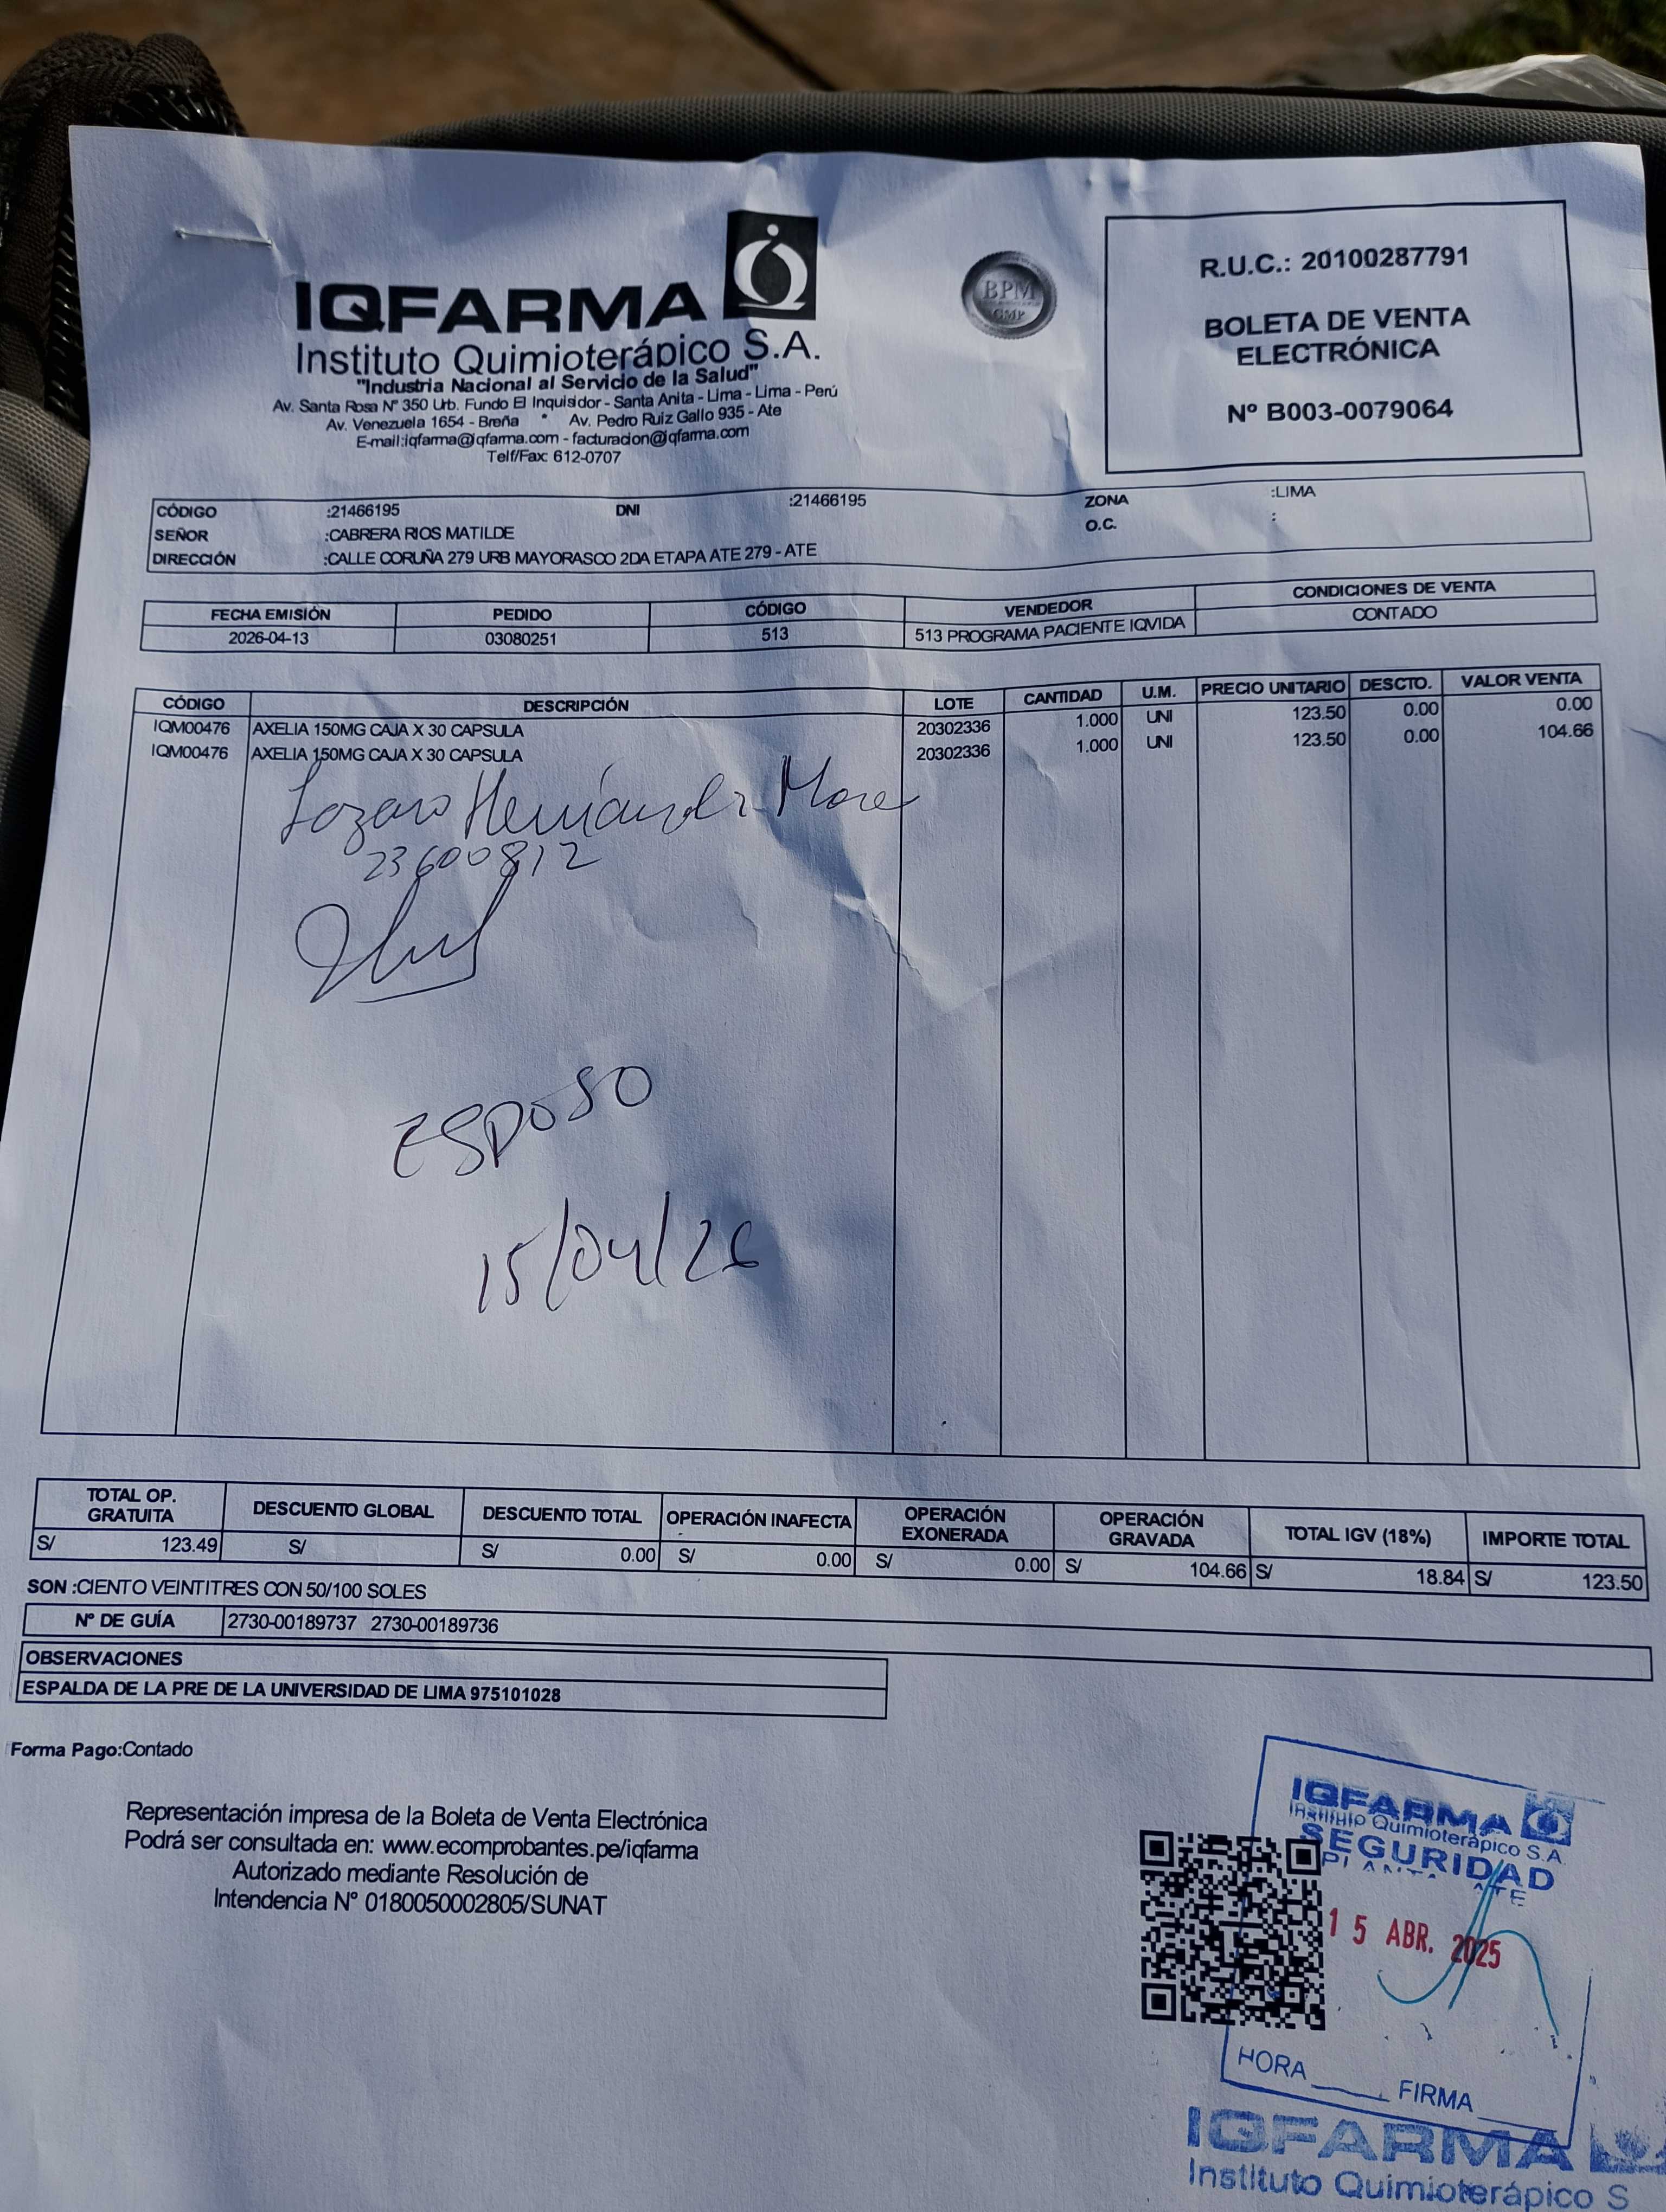 IQFARMA
Instituto Quimioterápico S.A.
"Industria Nacional al Servicio de la Salud"
Av. Santa Rosa N° 350 Urb. Fundo El Inquisidor - Santa Anita - Lima - Lima - Perú
Av. Venezuela 1654 - Breña * Av. Pedro Ruiz Gallo 935 - Ate
E-mail:iqfarma@iqfarma.com - facturacion@iqfarma.com
Telf/Fax: 612-0707
BPM
GMP
R.U.C.: 20100287791
BOLETA DE VENTA
ELECTRÓNICA
Nº B003-0079064
CÓDIGO :21466195 DNI :21466195 ZONA :LIMA
SEÑOR :CABRERA RIOS MATILDE O.C. :
DIRECCIÓN :CALLE CORUÑA 279 URB MAYORASCO 2DA ETAPA ATE 279 - ATE
FECHA EMISIÓN PEDIDO CÓDIGO VENDEDOR CONDICIONES DE VENTA
2026-04-13 03080251 513 513 PROGRAMA PACIENTE IQVIDA CONTADO
CÓDIGO DESCRIPCIÓN LOTE CANTIDAD U.M. PRECIO UNITARIO DESCTO. VALOR VENTA
IQM00476 AXELIA 150MG CAJA X 30 CAPSULA 20302336 1.000 UNI 123.50 0.00 0.00
IQM00476 AXELIA 150MG CAJA X 30 CAPSULA 20302336 1.000 UNI 123.50 0.00 104.66
Hernández
23600812
ESPOSO
15/04/26
TOTAL OP. GRATUITA DESCUENTO GLOBAL DESCUENTO TOTAL OPERACIÓN INAFECTA OPERACIÓN EXONERADA OPERACIÓN GRAVADA TOTAL IGV (18%) IMPORTE TOTAL
S/ 123.49 S/ S/ 0.00 S/ 0.00 S/ 0.00 S/ 104.66 S/ 18.84 S/ 123.50
SON :CIENTO VEINTITRES CON 50/100 SOLES
Nº DE GUÍA 2730-00189737 2730-00189736
OBSERVACIONES
ESPALDA DE LA PRE DE LA UNIVERSIDAD DE LIMA 975101028
Forma Pago:Contado
Representación impresa de la Boleta de Venta Electrónica
Podrá ser consultada en: www.ecomprobantes.pe/iqfarma
Autorizado mediante Resolución de
Intendencia N° 0180050002805/SUNAT
IQFARMA
Instituto Quimioterápico S.A.
SEGURIDAD
PLANTA ATE
15 ABR. 2025
HORA FIRMA
IQFARMA
Instituto Quimioterápico S